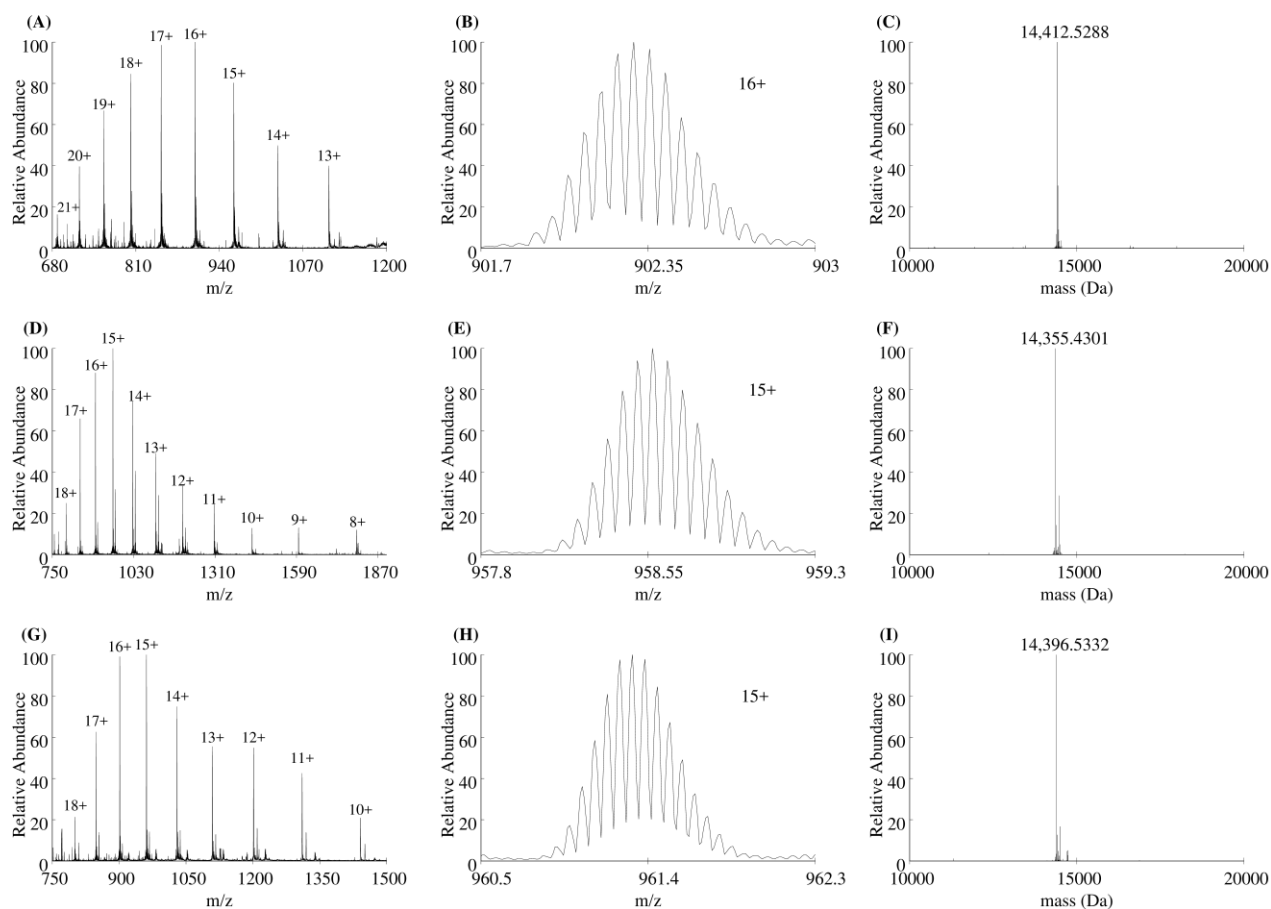 (A)
100
80
60
40
20
0
Relative Abundance
21+
20+
19+
18+
17+
16+
15+
14+
13+
680 810 940 1070 1200
m/z
(B)
100
80
60
40
20
0
Relative Abundance
16+
901.7 902.35 903
m/z
(C)
14,412.5288
100
80
60
40
20
0
Relative Abundance
10000 15000 20000
mass (Da)
(D)
100
80
60
40
20
0
Relative Abundance
18+
17+
16+
15+
14+
13+
12+
11+
10+
9+
8+
750 1030 1310 1590 1870
m/z
(E)
100
80
60
40
20
0
Relative Abundance
15+
957.8 958.55 959.3
m/z
(F)
14,355.4301
100
80
60
40
20
0
Relative Abundance
10000 15000 20000
mass (Da)
(G)
100
80
60
40
20
0
Relative Abundance
18+
17+
16+
15+
14+
13+
12+
11+
10+
750 900 1050 1200 1350 1500
m/z
(H)
100
80
60
40
20
0
Relative Abundance
15+
960.5 961.4 962.3
m/z
(I)
14,396.5332
100
80
60
40
20
0
Relative Abundance
10000 15000 20000
mass (Da)